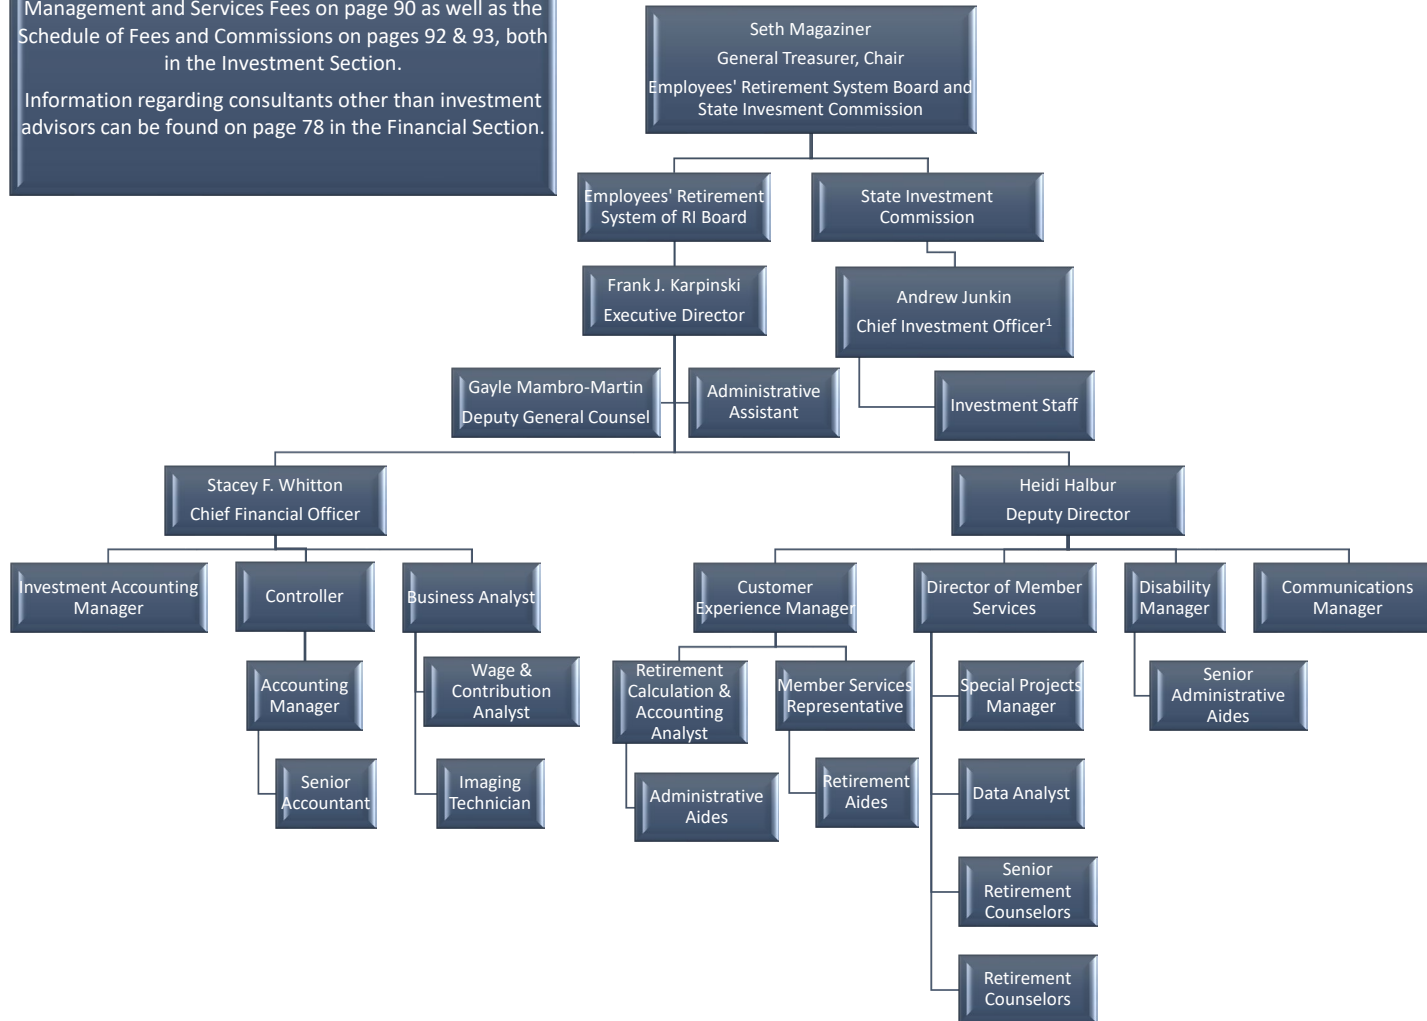 Management and Services Fees on page 90 as well as the
Schedule of Fees and Commissions on pages 92 & 93, both
in the Investment Section.
Information regarding consultants other than investment
advisors can be found on page 78 in the Financial Section.
Seth Magaziner
General Treasurer, Chair
Employees' Retirement System Board and
State Invesment Commission
Employees' Retirement
System of RI Board
State Investment
Commission
Frank J. Karpinski
Executive Director
Andrew Junkin
Chief Investment Officer¹
Gayle Mambro-Martin
Deputy General Counsel
Administrative
Assistant
Investment Staff
Stacey F. Whitton
Chief Financial Officer
Heidi Halbur
Deputy Director
Investment Accounting
Manager
Controller
Business Analyst
Customer
Experience Manager
Director of Member
Services
Disability
Manager
Communications
Manager
Accounting
Manager
Wage &
Contribution
Analyst
Retirement
Calculation &
Accounting
Analyst
Member Services
Representative
Special Projects
Manager
Senior
Administrative
Aides
Senior
Accountant
Imaging
Technician
Administrative
Aides
Retirement
Aides
Data Analyst
Senior
Retirement
Counselors
Retirement
Counselors